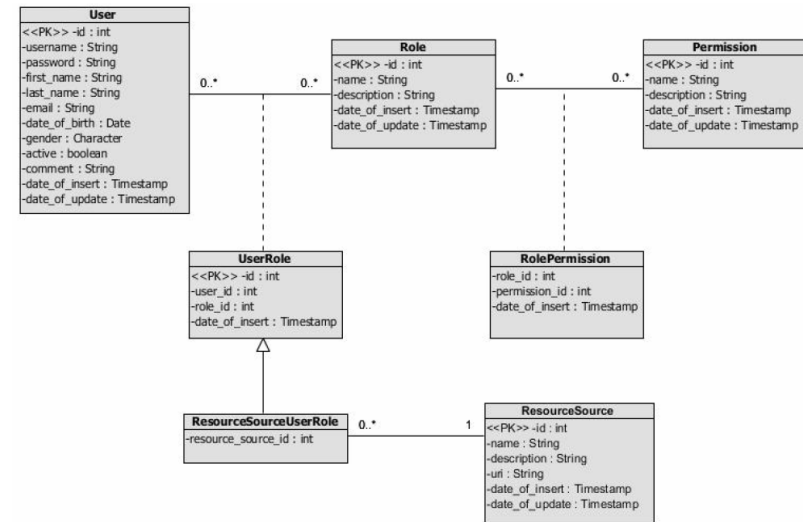 User
<<PK>> -id : int
-username : String
-password : String
-first_name : String
-last_name : String
-email : String
-date_of_birth : Date
-gender : Character
-active : boolean
-comment : String
-date_of_insert : Timestamp
-date_of_update : Timestamp
0..*
0..*
Role
<<PK>> -id : int
-name : String
-description : String
-date_of_insert : Timestamp
-date_of_update : Timestamp
0..*
0..*
Permission
<<PK>> -id : int
-name : String
-description : String
-date_of_insert : Timestamp
-date_of_update : Timestamp
UserRole
<<PK>> -id : int
-user_id : int
-role_id : int
-date_of_insert : Timestamp
RolePermission
-role_id : int
-permission_id : int
-date_of_insert : Timestamp
ResourceSourceUserRole
-resource_source_id : int
0..*
1
ResourceSource
<<PK>> -id : int
-name : String
-description : String
-uri : String
-date_of_insert : Timestamp
-date_of_update : Timestamp